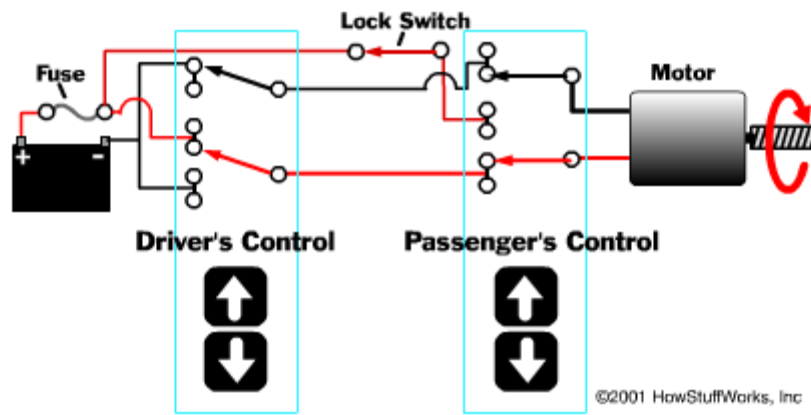 Lock Switch
Fuse
Motor
+ -
Driver's Control
Passenger's Control
©2001 HowStuffWorks, Inc